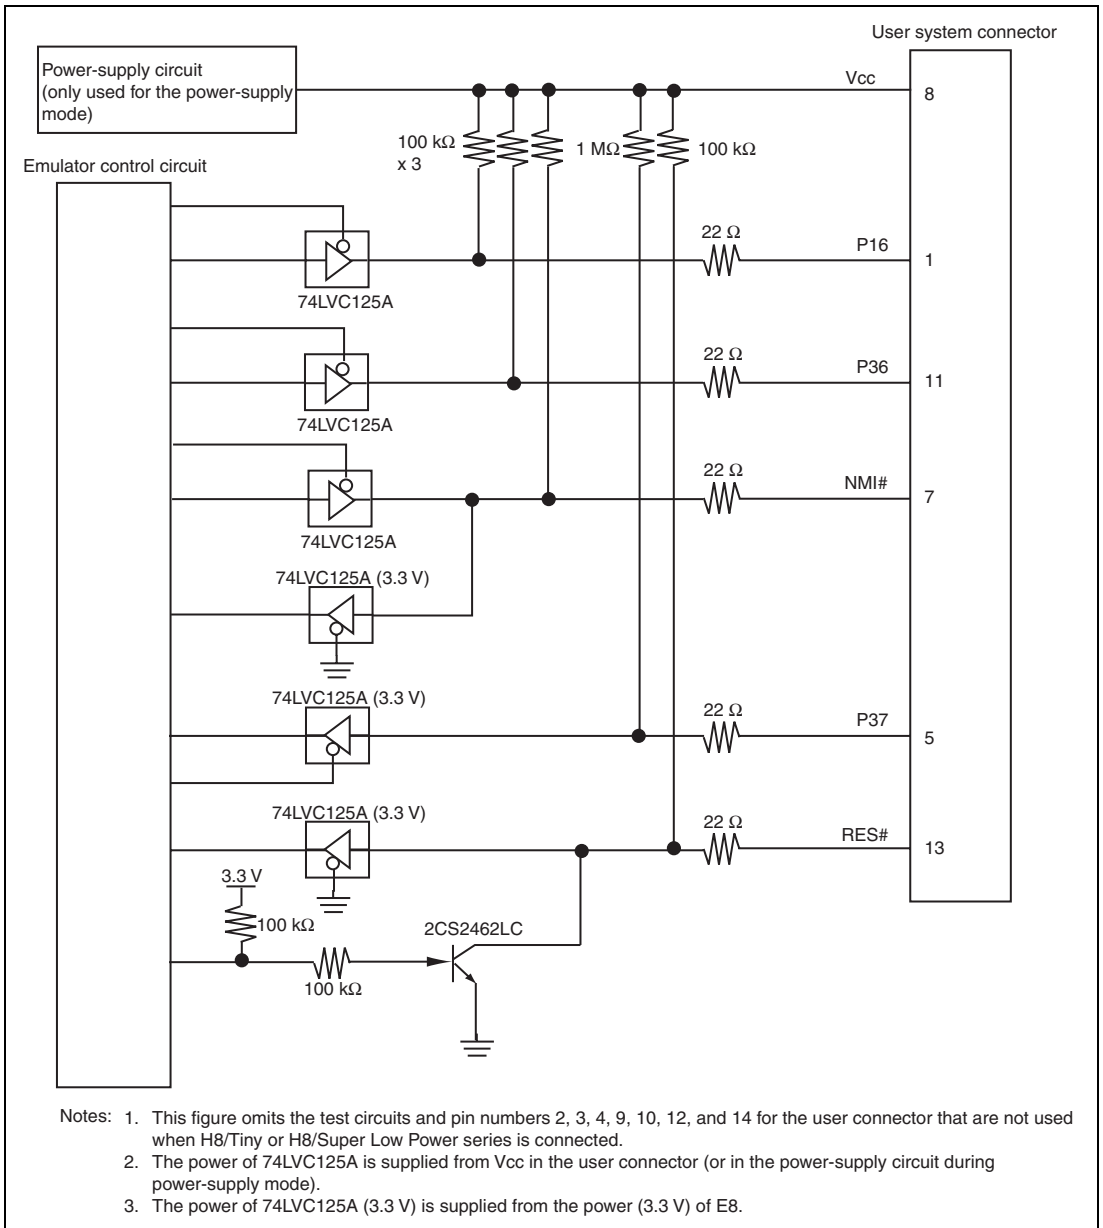 User system connector
Power-supply circuit
(only used for the power-supply
mode)
Vcc
8
100 kΩ
x 3
1 MΩ
100 kΩ
Emulator control circuit
22 Ω
P16
1
74LVC125A
22 Ω
P36
11
74LVC125A
22 Ω
NMI#
7
74LVC125A
74LVC125A (3.3 V)
74LVC125A (3.3 V)
22 Ω
P37
5
74LVC125A (3.3 V)
22 Ω
RES#
13
3.3 V
100 kΩ
2CS2462LC
100 kΩ
Notes: 1. This figure omits the test circuits and pin numbers 2, 3, 4, 9, 10, 12, and 14 for the user connector that are not used
when H8/Tiny or H8/Super Low Power series is connected.
2. The power of 74LVC125A is supplied from Vcc in the user connector (or in the power-supply circuit during
power-supply mode).
3. The power of 74LVC125A (3.3 V) is supplied from the power (3.3 V) of E8.